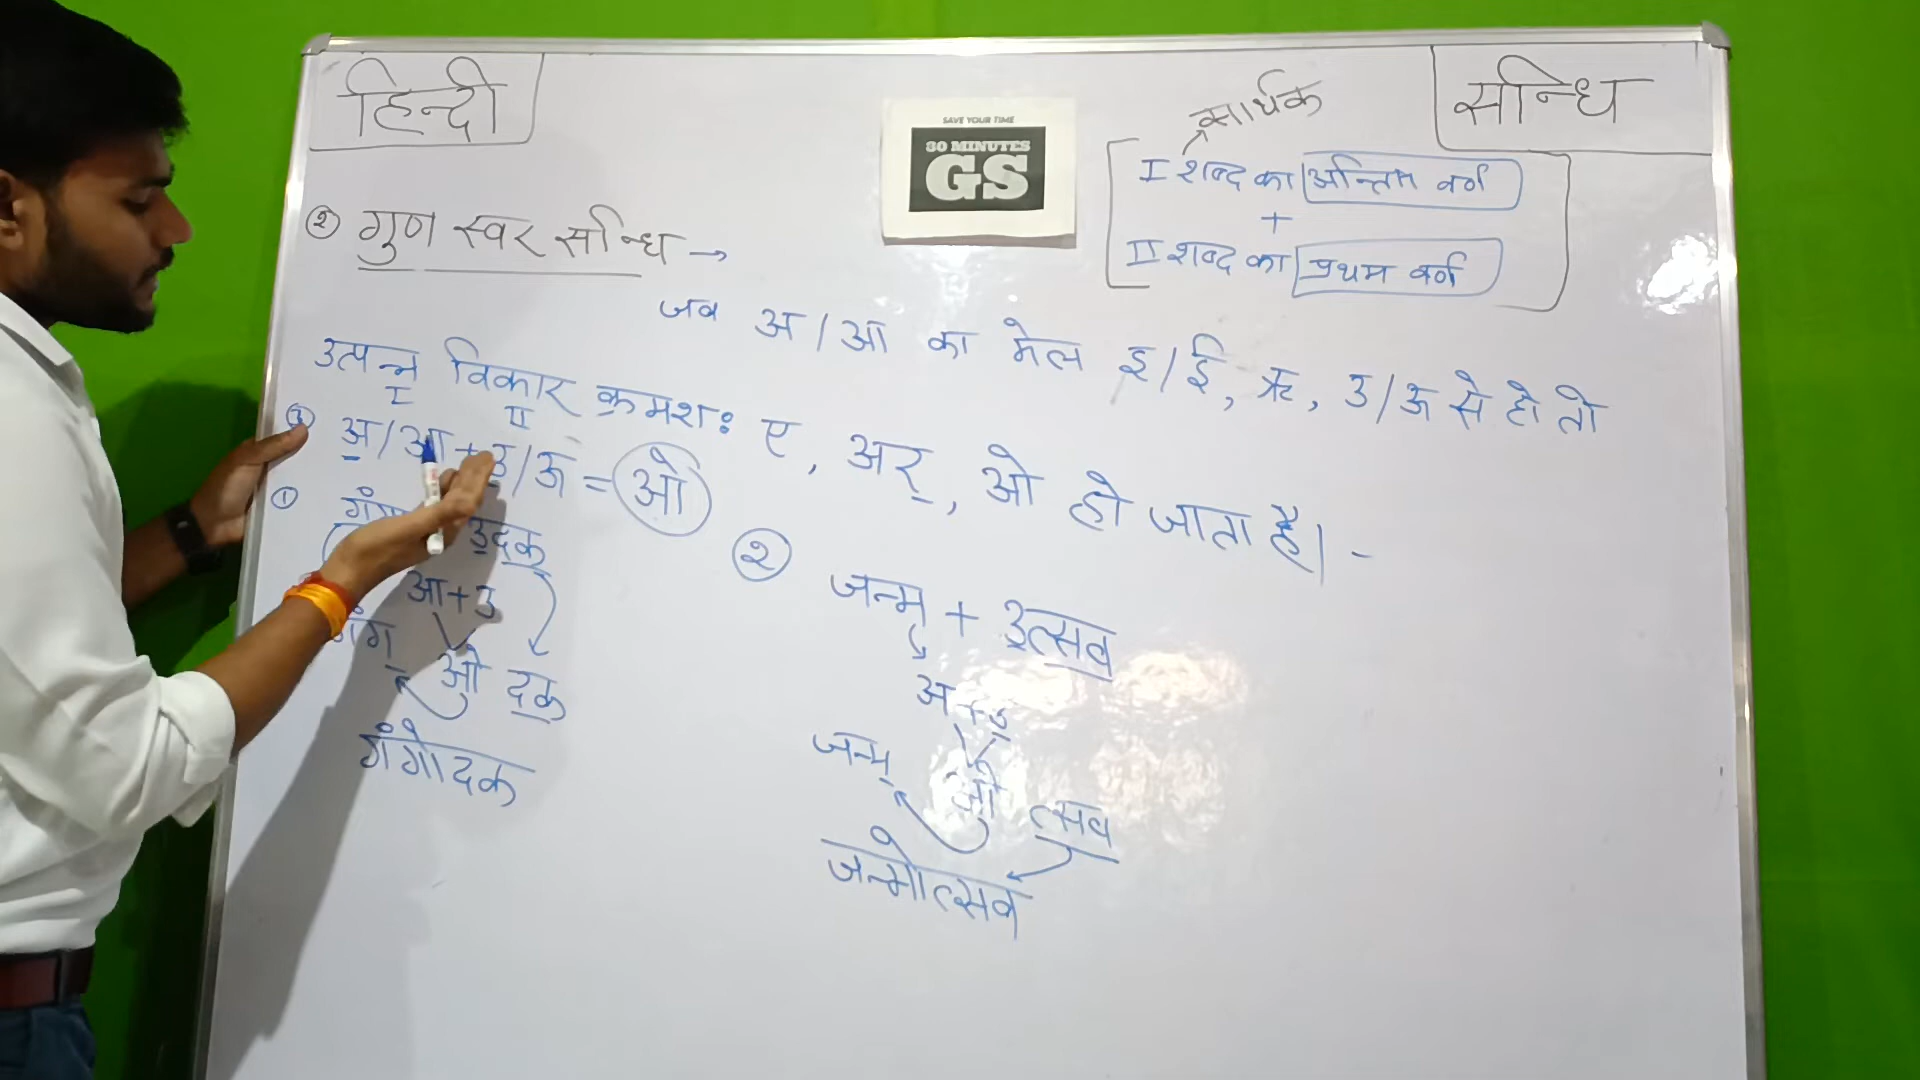 हिन्दी
सन्धि
SAVE YOUR TIME
30 MINUTES
GS
सार्थक
I शब्द का अन्तिम वर्ण
+
II शब्द का प्रथम वर्ण
② गुण स्वर सन्धि →
जब अ/आ का मेल इ/ई, ऋ, उ/ऊ से हो तो
उत्पन्न विकार क्रमशः ए, अर्, ओ हो जाता है। -
I II
③ अ/आ + उ/ऊ = ओ
① उदक
आ+उ
गंग् ओ दक
गंगोदक
② जन्म + उत्सव
अ+उ
जन्म् ओ त्सव
जन्मोत्सव